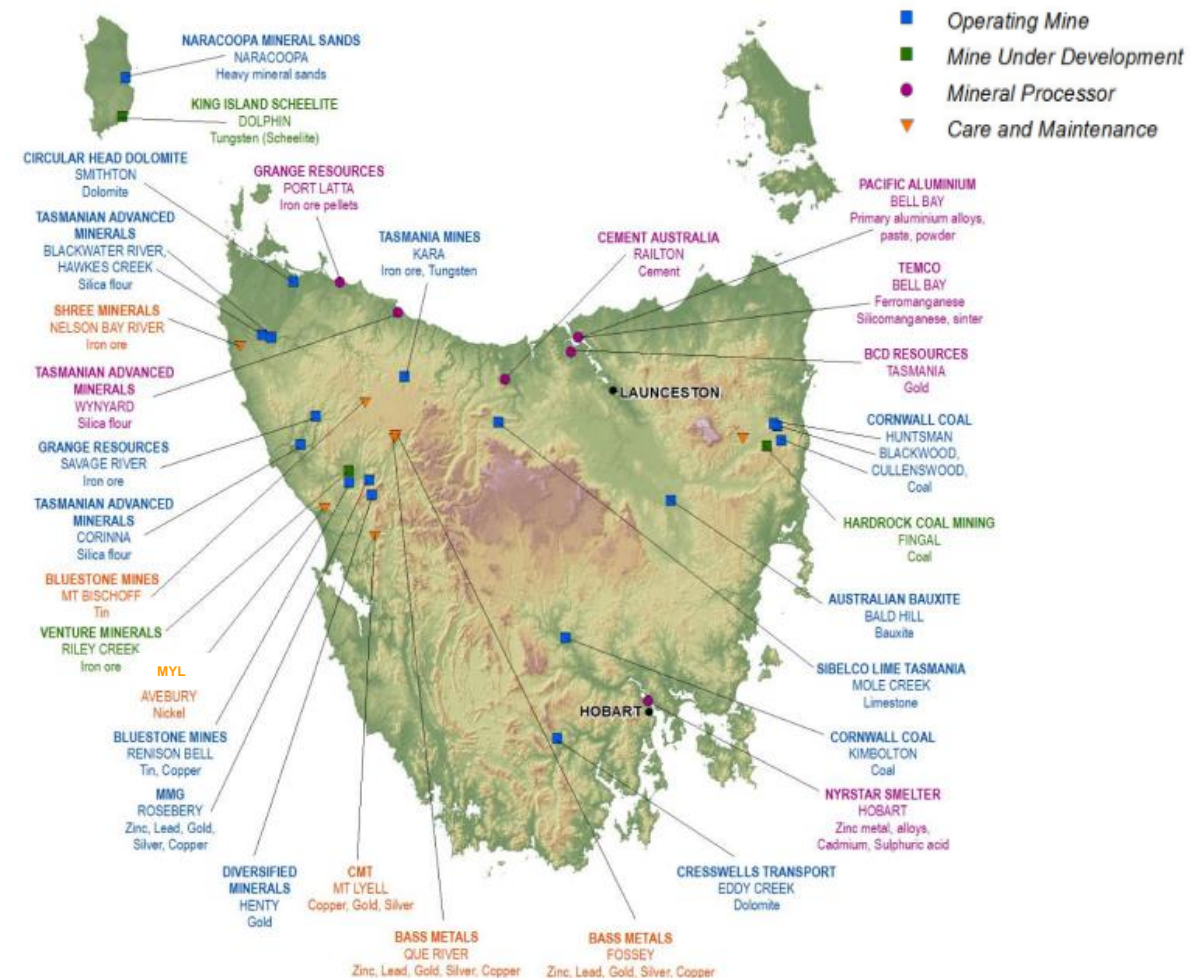 Operating Mine
Mine Under Development
Mineral Processor
Care and Maintenance
NARACOOPA MINERAL SANDS
NARACOOPA
Heavy mineral sands
KING ISLAND SCHEELITE
DOLPHIN
Tungsten (Scheelite)
CIRCULAR HEAD DOLOMITE
SMITHTON
Dolomite
GRANGE RESOURCES
PORT LATTA
Iron ore pellets
TASMANIAN ADVANCED
MINERALS
BLACKWATER RIVER,
HAWKES CREEK
Silica flour
TASMANIA MINES
KARA
Iron ore, Tungsten
CEMENT AUSTRALIA
RAILTON
Cement
PACIFIC ALUMINIUM
BELL BAY
Primary aluminium alloys,
paste, powder
TEMCO
BELL BAY
Ferromanganese
Silicomanganese, sinter
SHREE MINERALS
NELSON BAY RIVER
Iron ore
BCD RESOURCES
TASMANIA
Gold
TASMANIAN ADVANCED
MINERALS
WYNYARD
Silica flour
LAUNCESTON
CORNWALL COAL
HUNTSMAN
BLACKWOOD,
CULLENSWOOD,
Coal
GRANGE RESOURCES
SAVAGE RIVER
Iron ore
TASMANIAN ADVANCED
MINERALS
CORINNA
Silica flour
HARDROCK COAL MINING
FINGAL
Coal
BLUESTONE MINES
MT BISCHOFF
Tin
AUSTRALIAN BAUXITE
BALD HILL
Bauxite
VENTURE MINERALS
RILEY CREEK
Iron ore
MYL
AVEBURY
Nickel
SIBELCO LIME TASMANIA
MOLE CREEK
Limestone
HOBART
BLUESTONE MINES
RENISON BELL
Tin, Copper
CORNWALL COAL
KIMBOLTON
Coal
MMG
ROSEBERY
Zinc, Lead, Gold,
Silver, Copper
NYRSTAR SMELTER
HOBART
Zinc metal, alloys,
Cadmium, Sulphuric acid
DIVERSIFIED
MINERALS
HENTY
Gold
CMT
MT LYELL
Copper, Gold, Silver
CRESSWELLS TRANSPORT
EDDY CREEK
Dolomite
BASS METALS
QUE RIVER
Zinc, Lead, Gold, Silver, Copper
BASS METALS
FOSSEY
Zinc, Lead, Gold, Silver, Copper